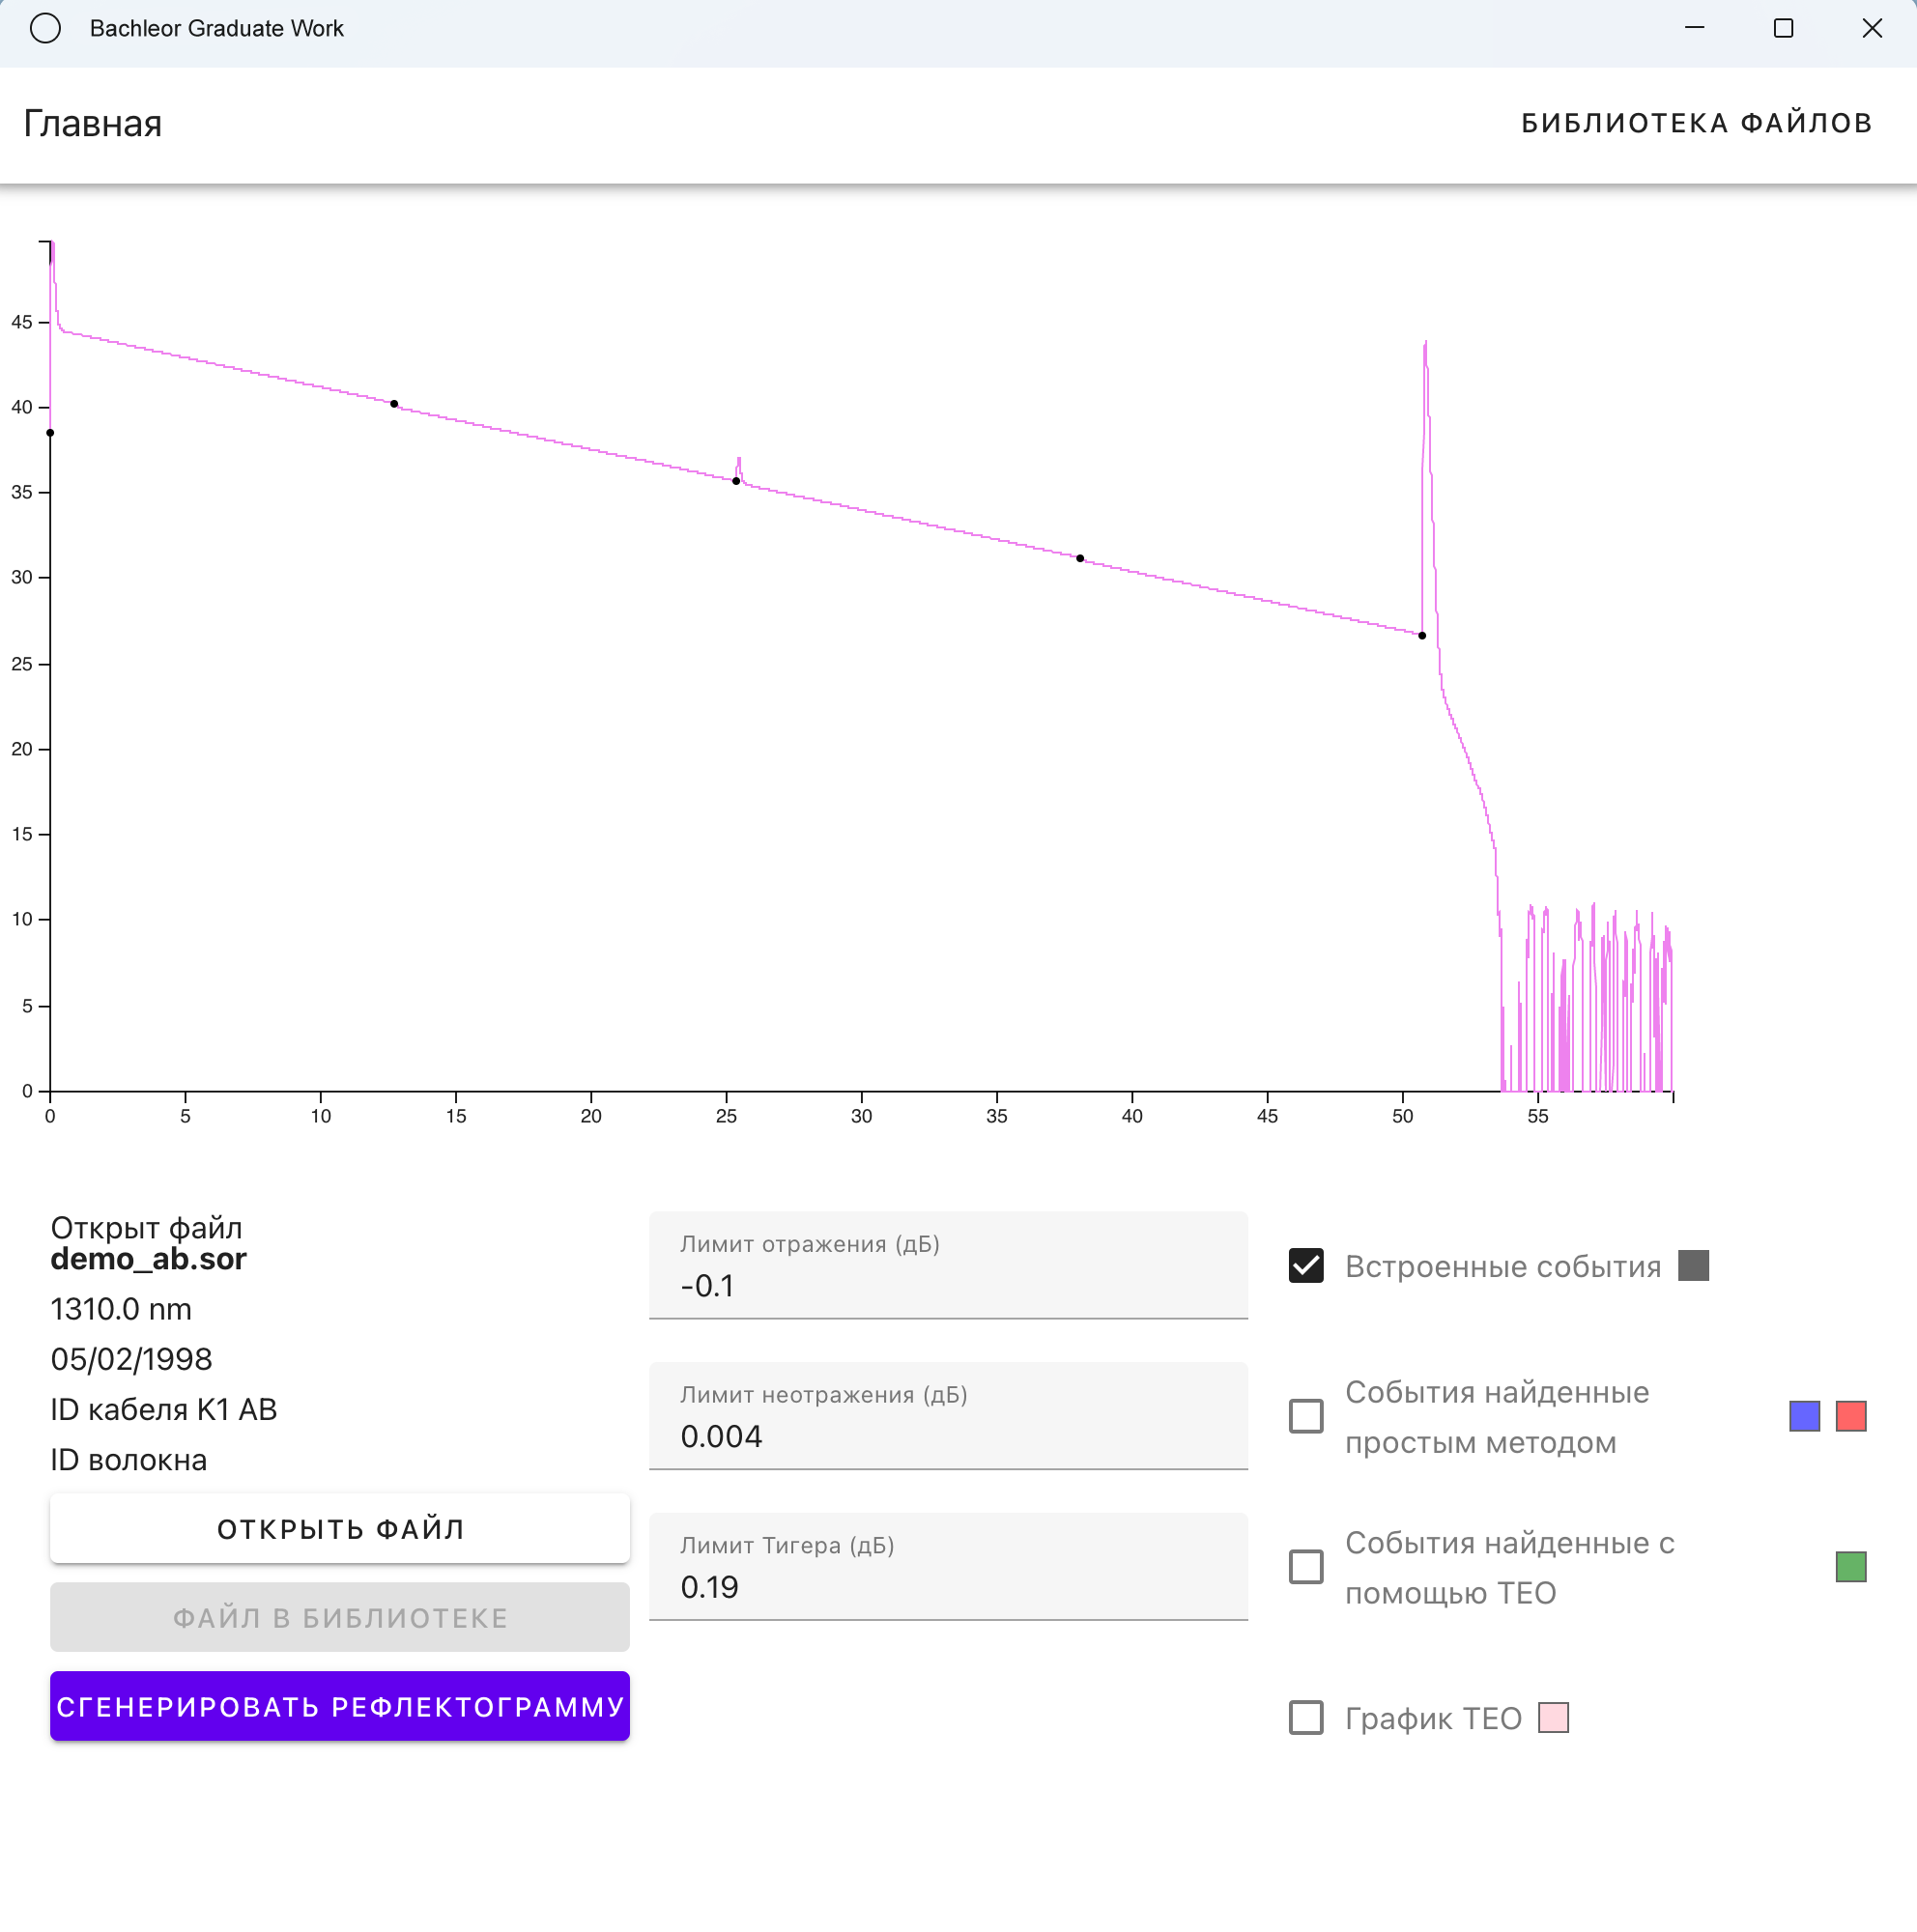 Bachleor Graduate Work
Главная
БИБЛИОТЕКА ФАЙЛОВ
45
40
35
30
25
20
15
10
5
0
0 5 10 15 20 25 30 35 40 45 50 55
Открыт файл
demo_ab.sor
1310.0 nm
05/02/1998
ID кабеля K1 AB
ID волокна
ОТКРЫТЬ ФАЙЛ
ФАЙЛ В БИБЛИОТЕКЕ
СГЕНЕРИРОВАТЬ РЕФЛЕКТОГРАММУ
Лимит отражения (дБ)
-0.1
Лимит неотражения (дБ)
0.004
Лимит Тигера (дБ)
0.19
Встроенные события
События найденные
простым методом
События найденные с
помощью ТЕО
График ТЕО